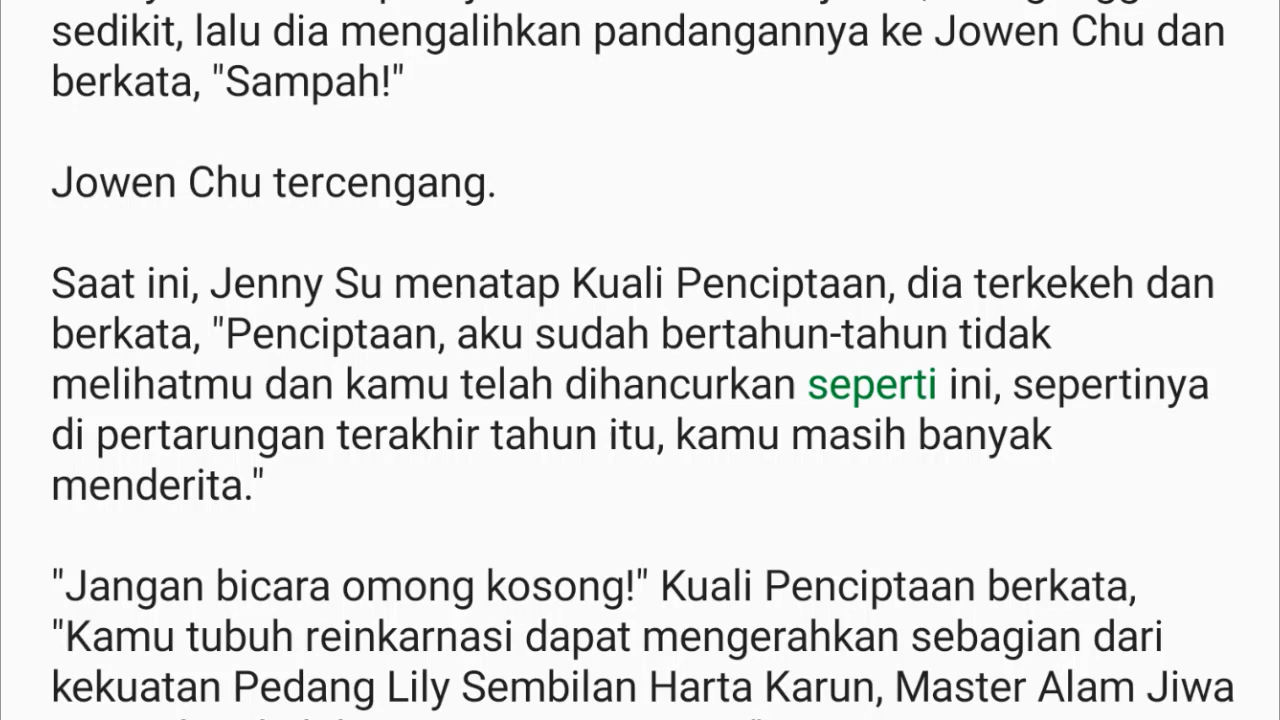 sedikit, lalu dia mengalihkan pandangannya ke Jowen Chu dan
berkata, "Sampah!"
Jowen Chu tercengang.
Saat ini, Jenny Su menatap Kuali Penciptaan, dia terkekeh dan
berkata, "Penciptaan, aku sudah bertahun-tahun tidak
melihatmu dan kamu telah dihancurkan seperti ini, sepertinya
di pertarungan terakhir tahun itu, kamu masih banyak
menderita."
"Jangan bicara omong kosong!" Kuali Penciptaan berkata,
"Kamu tubuh reinkarnasi dapat mengerahkan sebagian dari
kekuatan Pedang Lily Sembilan Harta Karun, Master Alam Jiwa